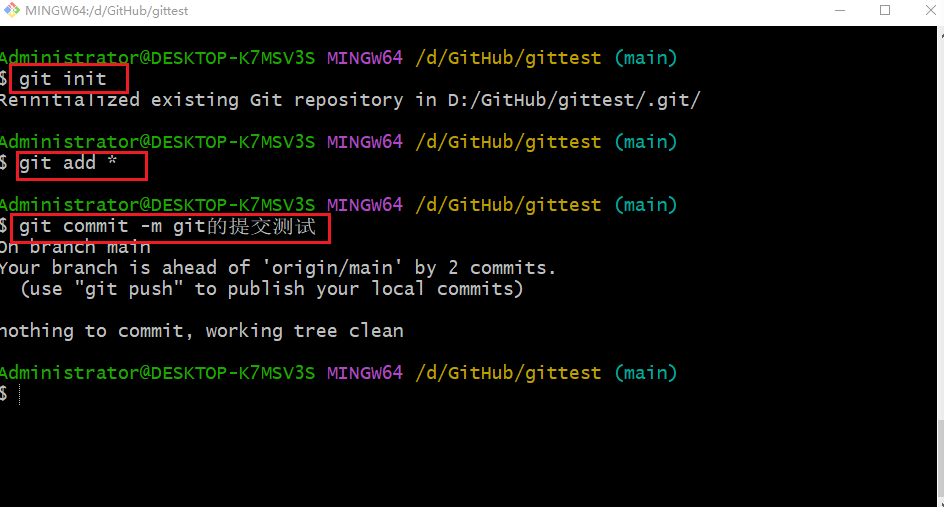 MINGW64:/d/GitHub/gittest
Administrator@DESKTOP-K7MSV3S MINGW64 /d/GitHub/gittest (main)
$ git init
Reinitialized existing Git repository in D:/GitHub/gittest/.git/
Administrator@DESKTOP-K7MSV3S MINGW64 /d/GitHub/gittest (main)
$ git add *
Administrator@DESKTOP-K7MSV3S MINGW64 /d/GitHub/gittest (main)
$ git commit -m git的提交测试
On branch main
Your branch is ahead of 'origin/main' by 2 commits.
(use "git push" to publish your local commits)
nothing to commit, working tree clean
Administrator@DESKTOP-K7MSV3S MINGW64 /d/GitHub/gittest (main)
$